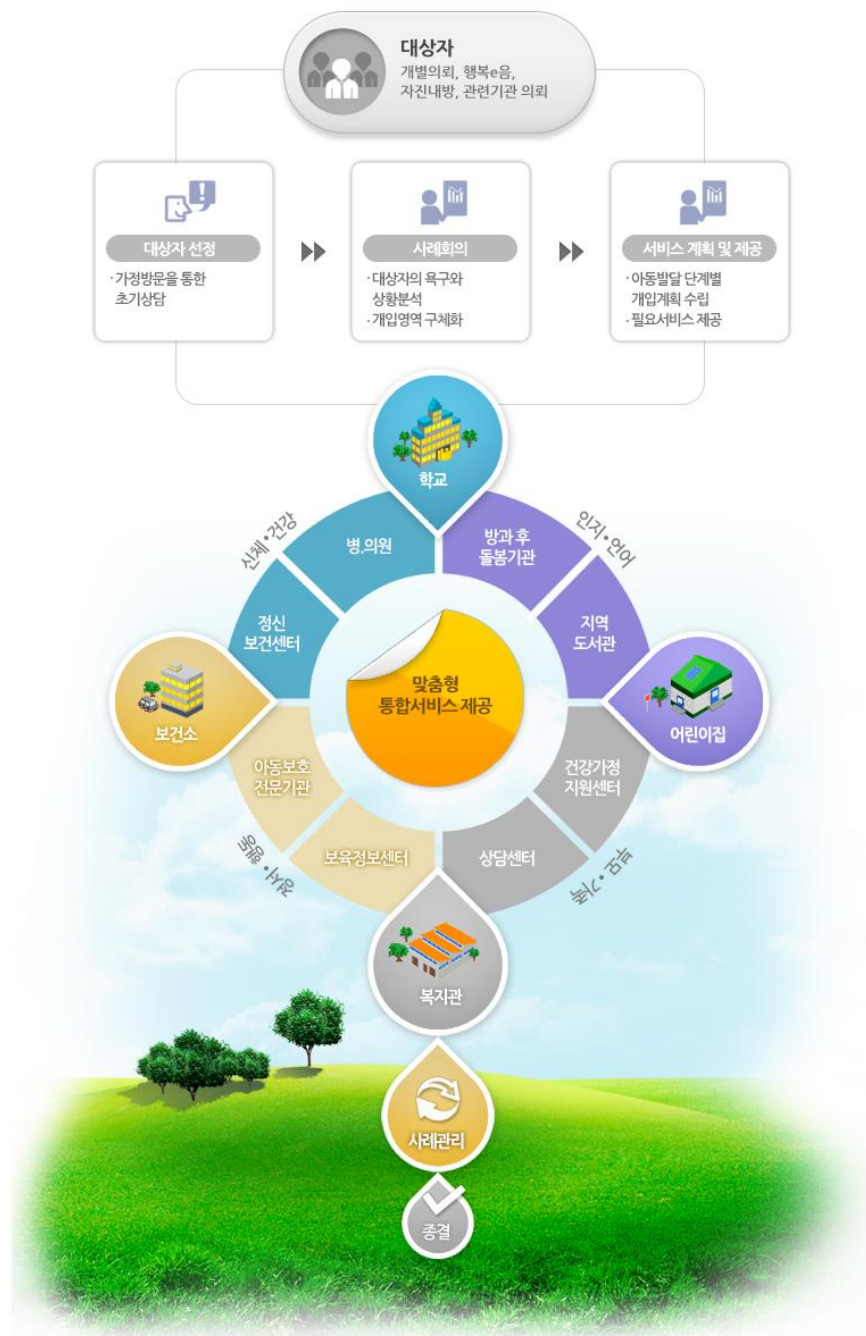 대상자
개별의뢰, 행복e음,
자진내방, 관련기관 의뢰
대상자 선정
· 가정방문을 통한
초기상담
사례회의
· 대상자의 욕구와
상황분석
· 개입영역 구체화
서비스 계획 및 제공
· 아동발달 단계별
개입계획 수립
· 필요서비스 제공
학교
신체•건강
병.의원
방과 후
돌봄기관
인지•언어
정신
보건센터
지역
도서관
맞춤형
통합서비스 제공
보건소
어린이집
아동보호
전문기관
건강가정
지원센터
보육정보센터
상담센터
정서•행동
부모•가족
복지관
사례관리
종결